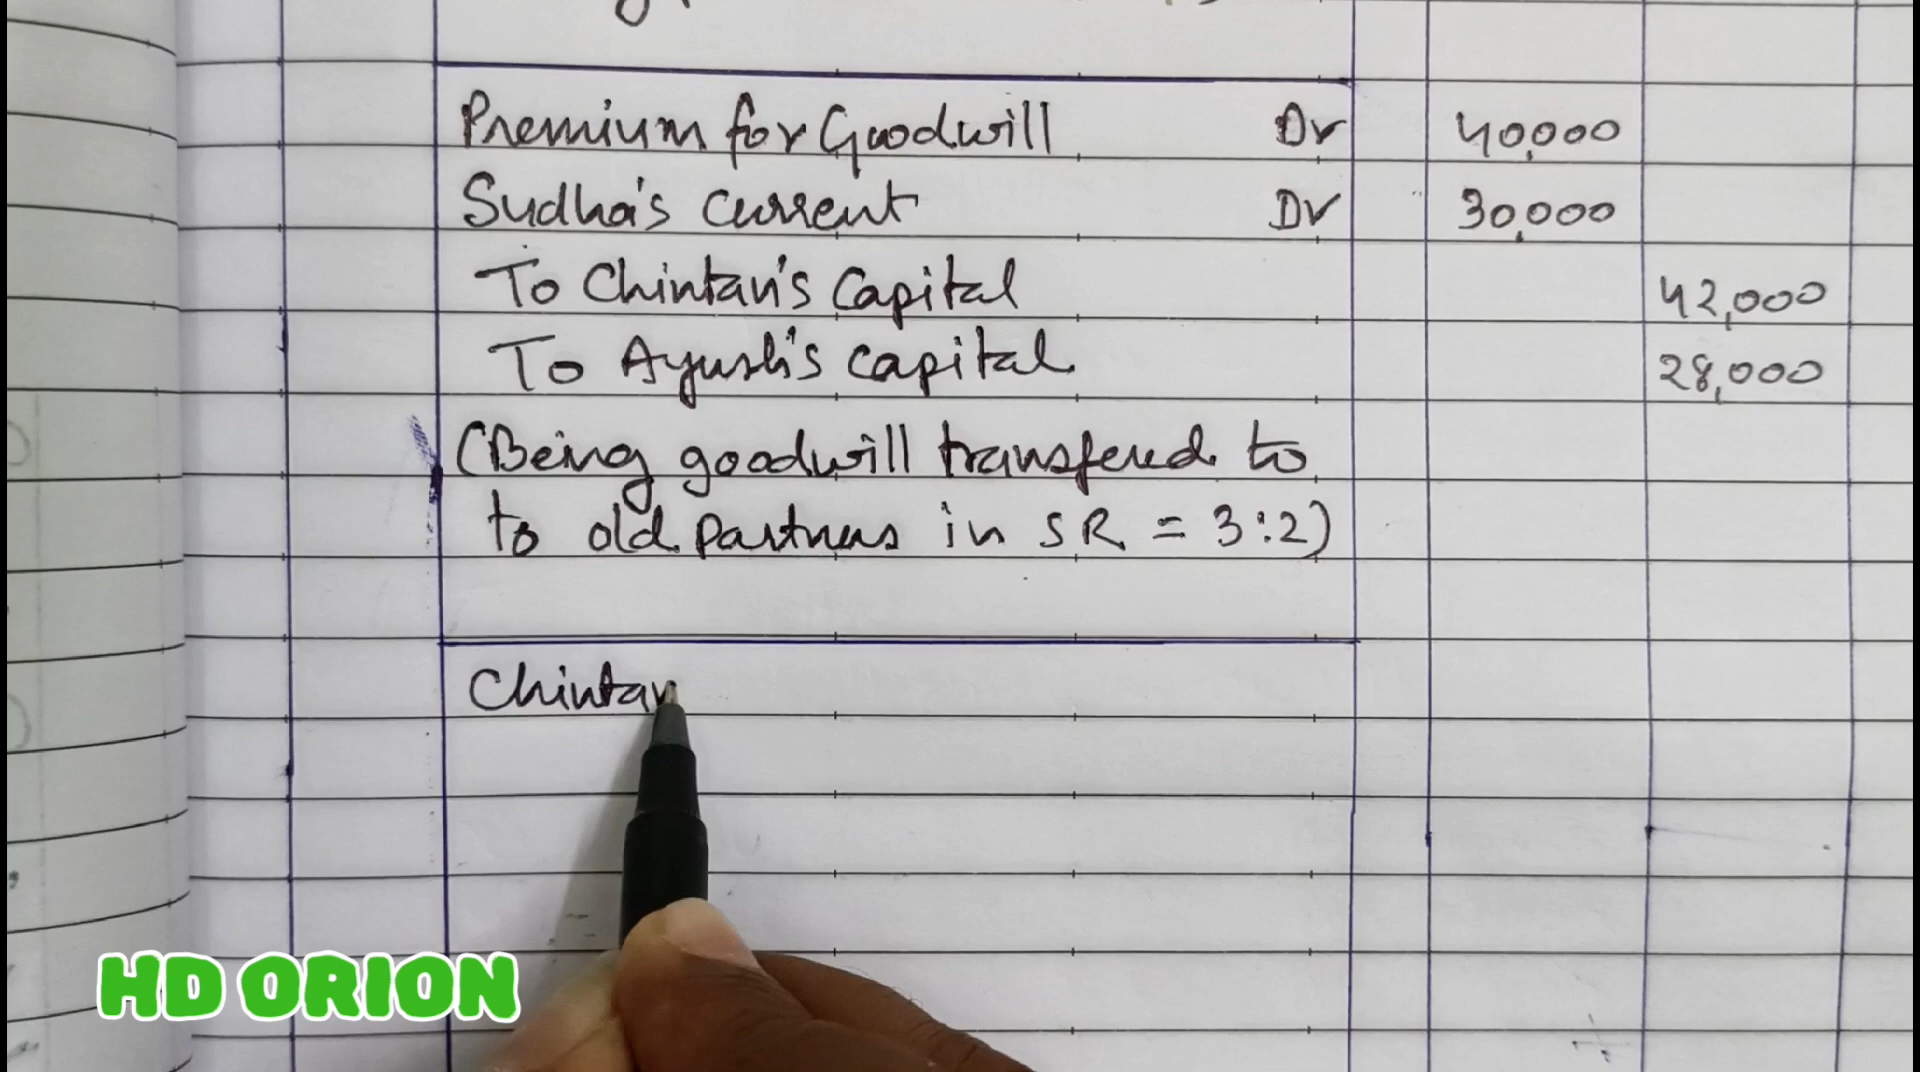 Premium for Goodwill Dr 40,000
Sudha's current Dr 30,000
To Chintan's Capital 42,000
To Ayush's capital 28,000
(Being goodwill transfered to
to old partners in SR = 3:2)
Chintan
HD ORION